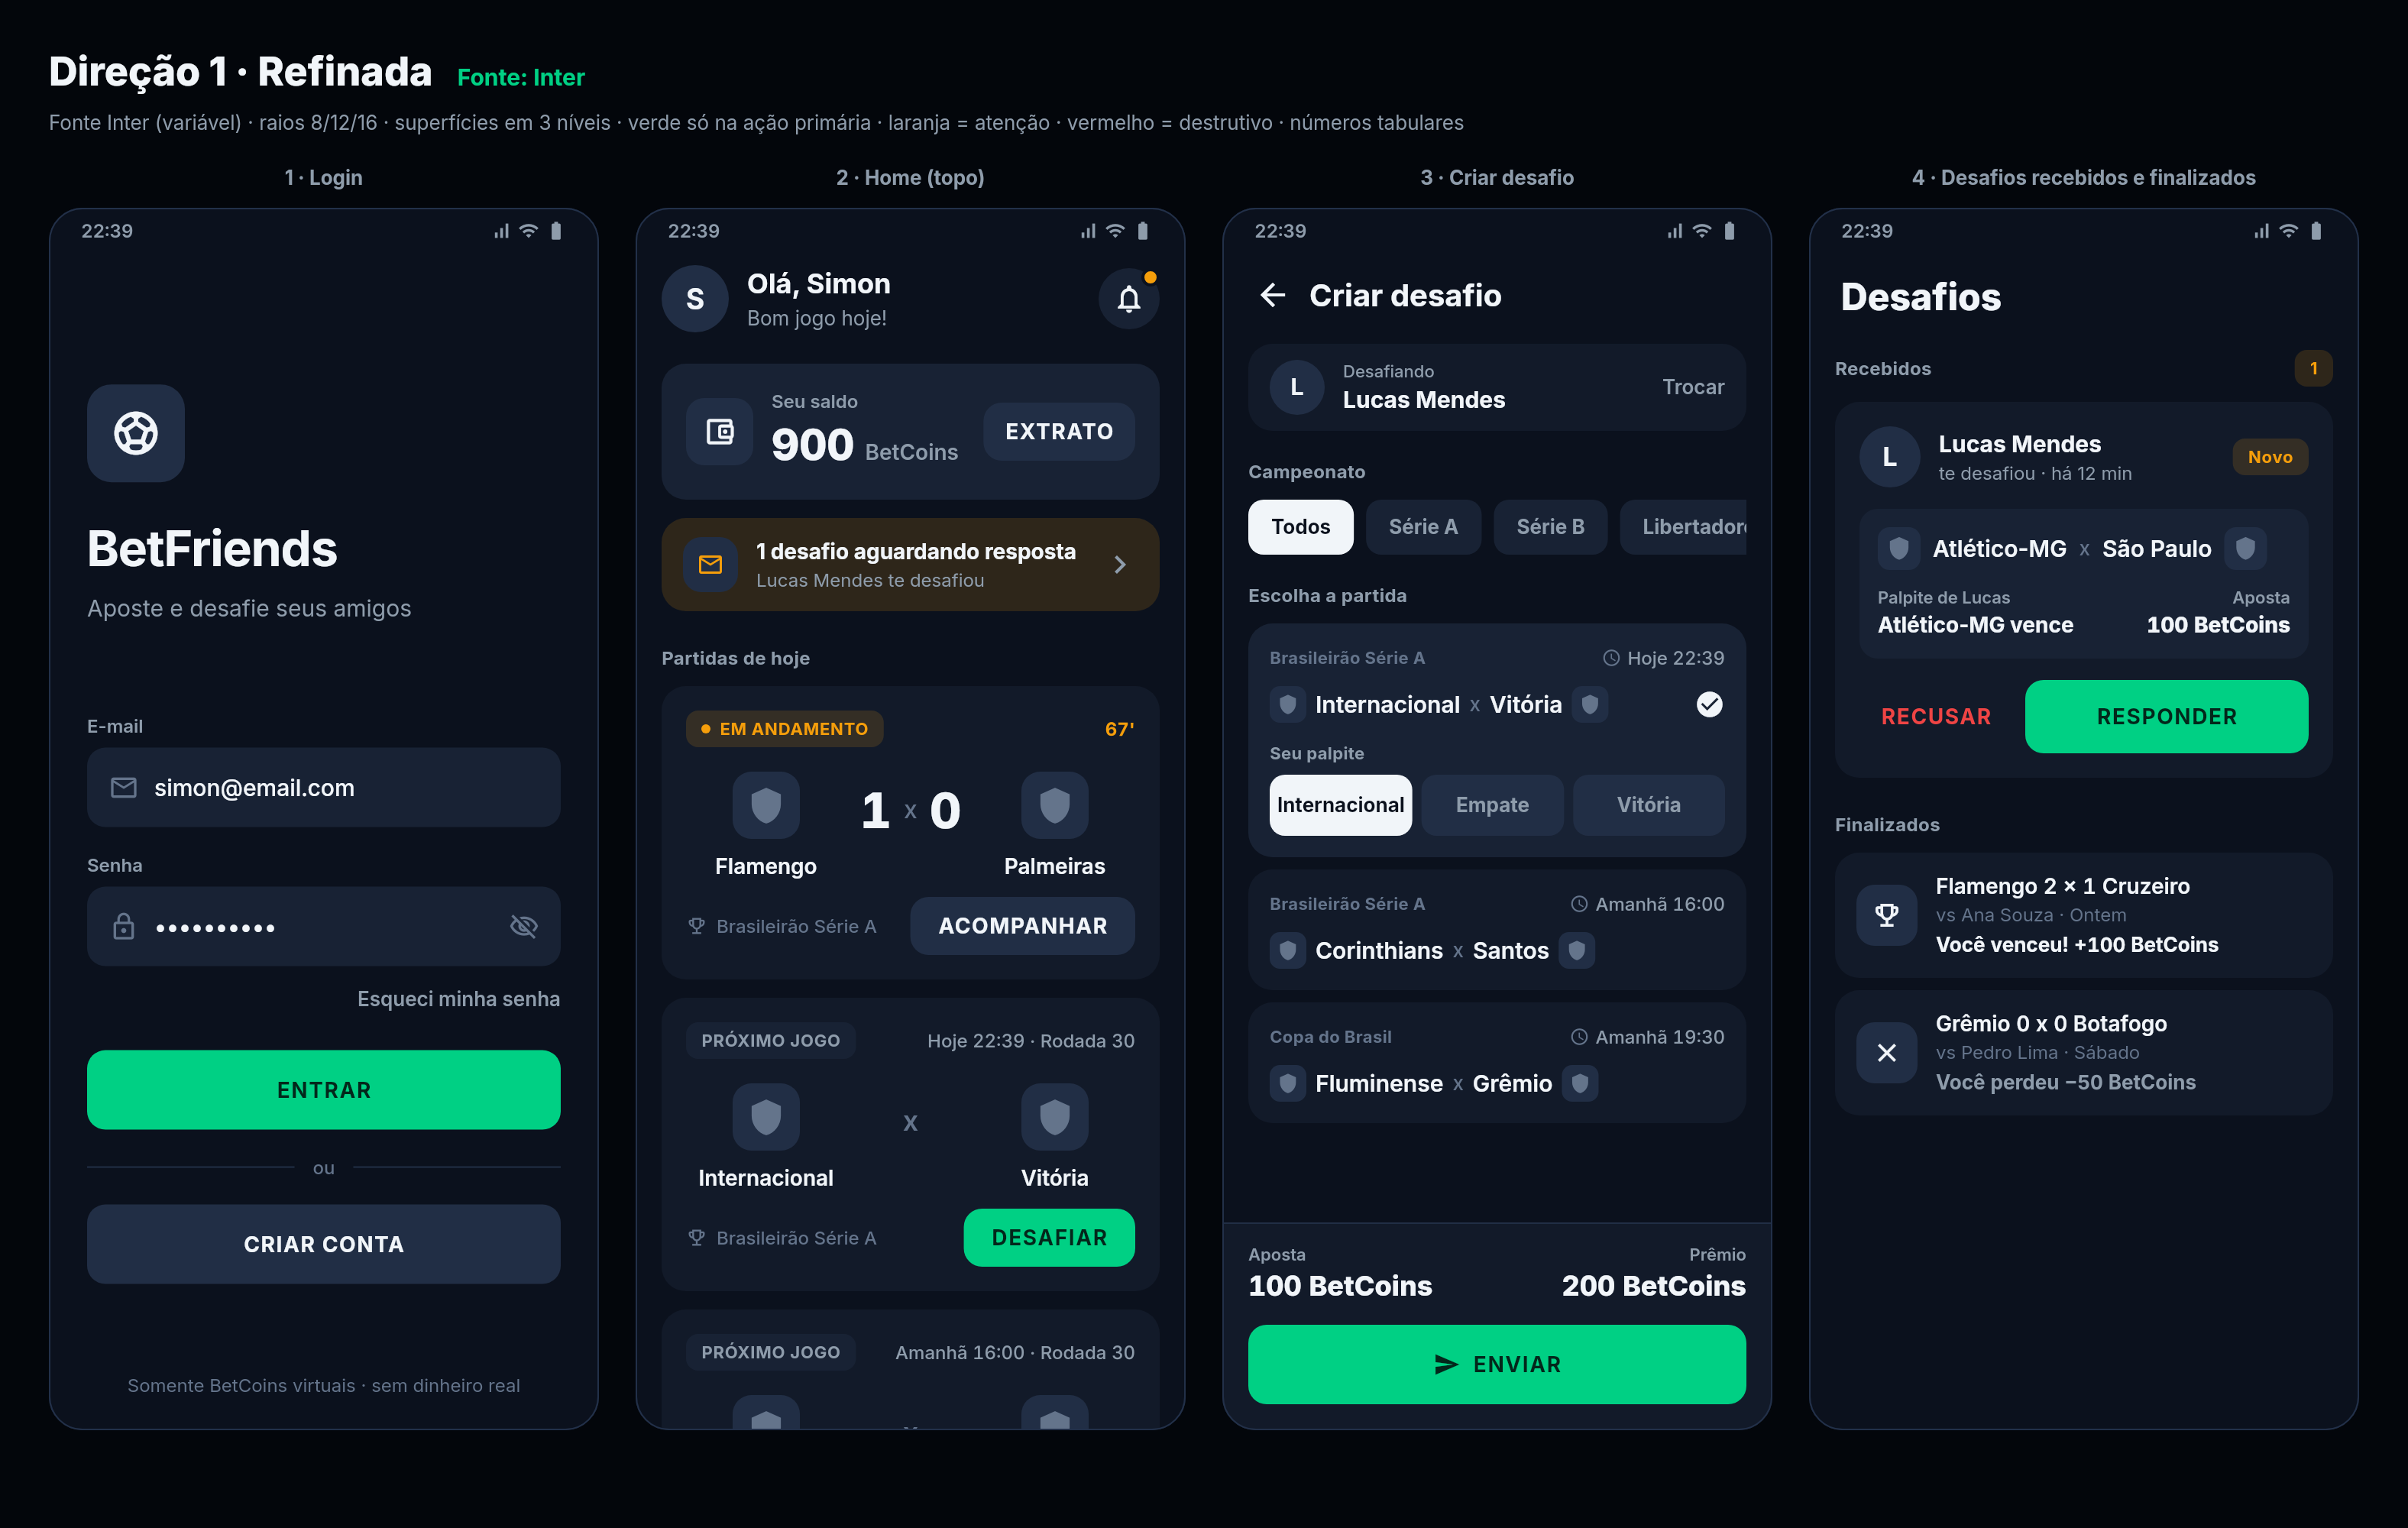 Direção 1 · Refinada Fonte: Inter
Fonte Inter (variável) · raios 8/12/16 · superfícies em 3 níveis · verde só na ação primária · laranja = atenção · vermelho = destrutivo · números tabulares
1 · Login
22:39
BetFriends
Aposte e desafie seus amigos
E-mail
simon@email.com
Senha
••••••••••
Esqueci minha senha
ENTRAR
ou
CRIAR CONTA
Somente BetCoins virtuais · sem dinheiro real
2 · Home (topo)
22:39
S
Olá, Simon
Bom jogo hoje!
Seu saldo
900 BetCoins
EXTRATO
1 desafio aguardando resposta
Lucas Mendes te desafiou
Partidas de hoje
EM ANDAMENTO 67'
1 x 0
Flamengo Palmeiras
Brasileirão Série A ACOMPANHAR
PRÓXIMO JOGO Hoje 22:39 · Rodada 30
x
Internacional Vitória
Brasileirão Série A DESAFIAR
PRÓXIMO JOGO Amanhã 16:00 · Rodada 30
3 · Criar desafio
22:39
Criar desafio
L
Desafiando
Lucas Mendes
Trocar
Campeonato
Todos Série A Série B Libertador
Escolha a partida
Brasileirão Série A Hoje 22:39
Internacional x Vitória
Seu palpite
Internacional Empate Vitória
Brasileirão Série A Amanhã 16:00
Corinthians x Santos
Copa do Brasil Amanhã 19:30
Fluminense x Grêmio
Aposta Prêmio
100 BetCoins 200 BetCoins
ENVIAR
4 · Desafios recebidos e finalizados
22:39
Desafios
Recebidos 1
L
Lucas Mendes
te desafiou · há 12 min
Novo
Atlético-MG x São Paulo
Palpite de Lucas Aposta
Atlético-MG vence 100 BetCoins
RECUSAR RESPONDER
Finalizados
Flamengo 2 × 1 Cruzeiro
vs Ana Souza · Ontem
Você venceu! +100 BetCoins
Grêmio 0 x 0 Botafogo
vs Pedro Lima · Sábado
Você perdeu −50 BetCoins